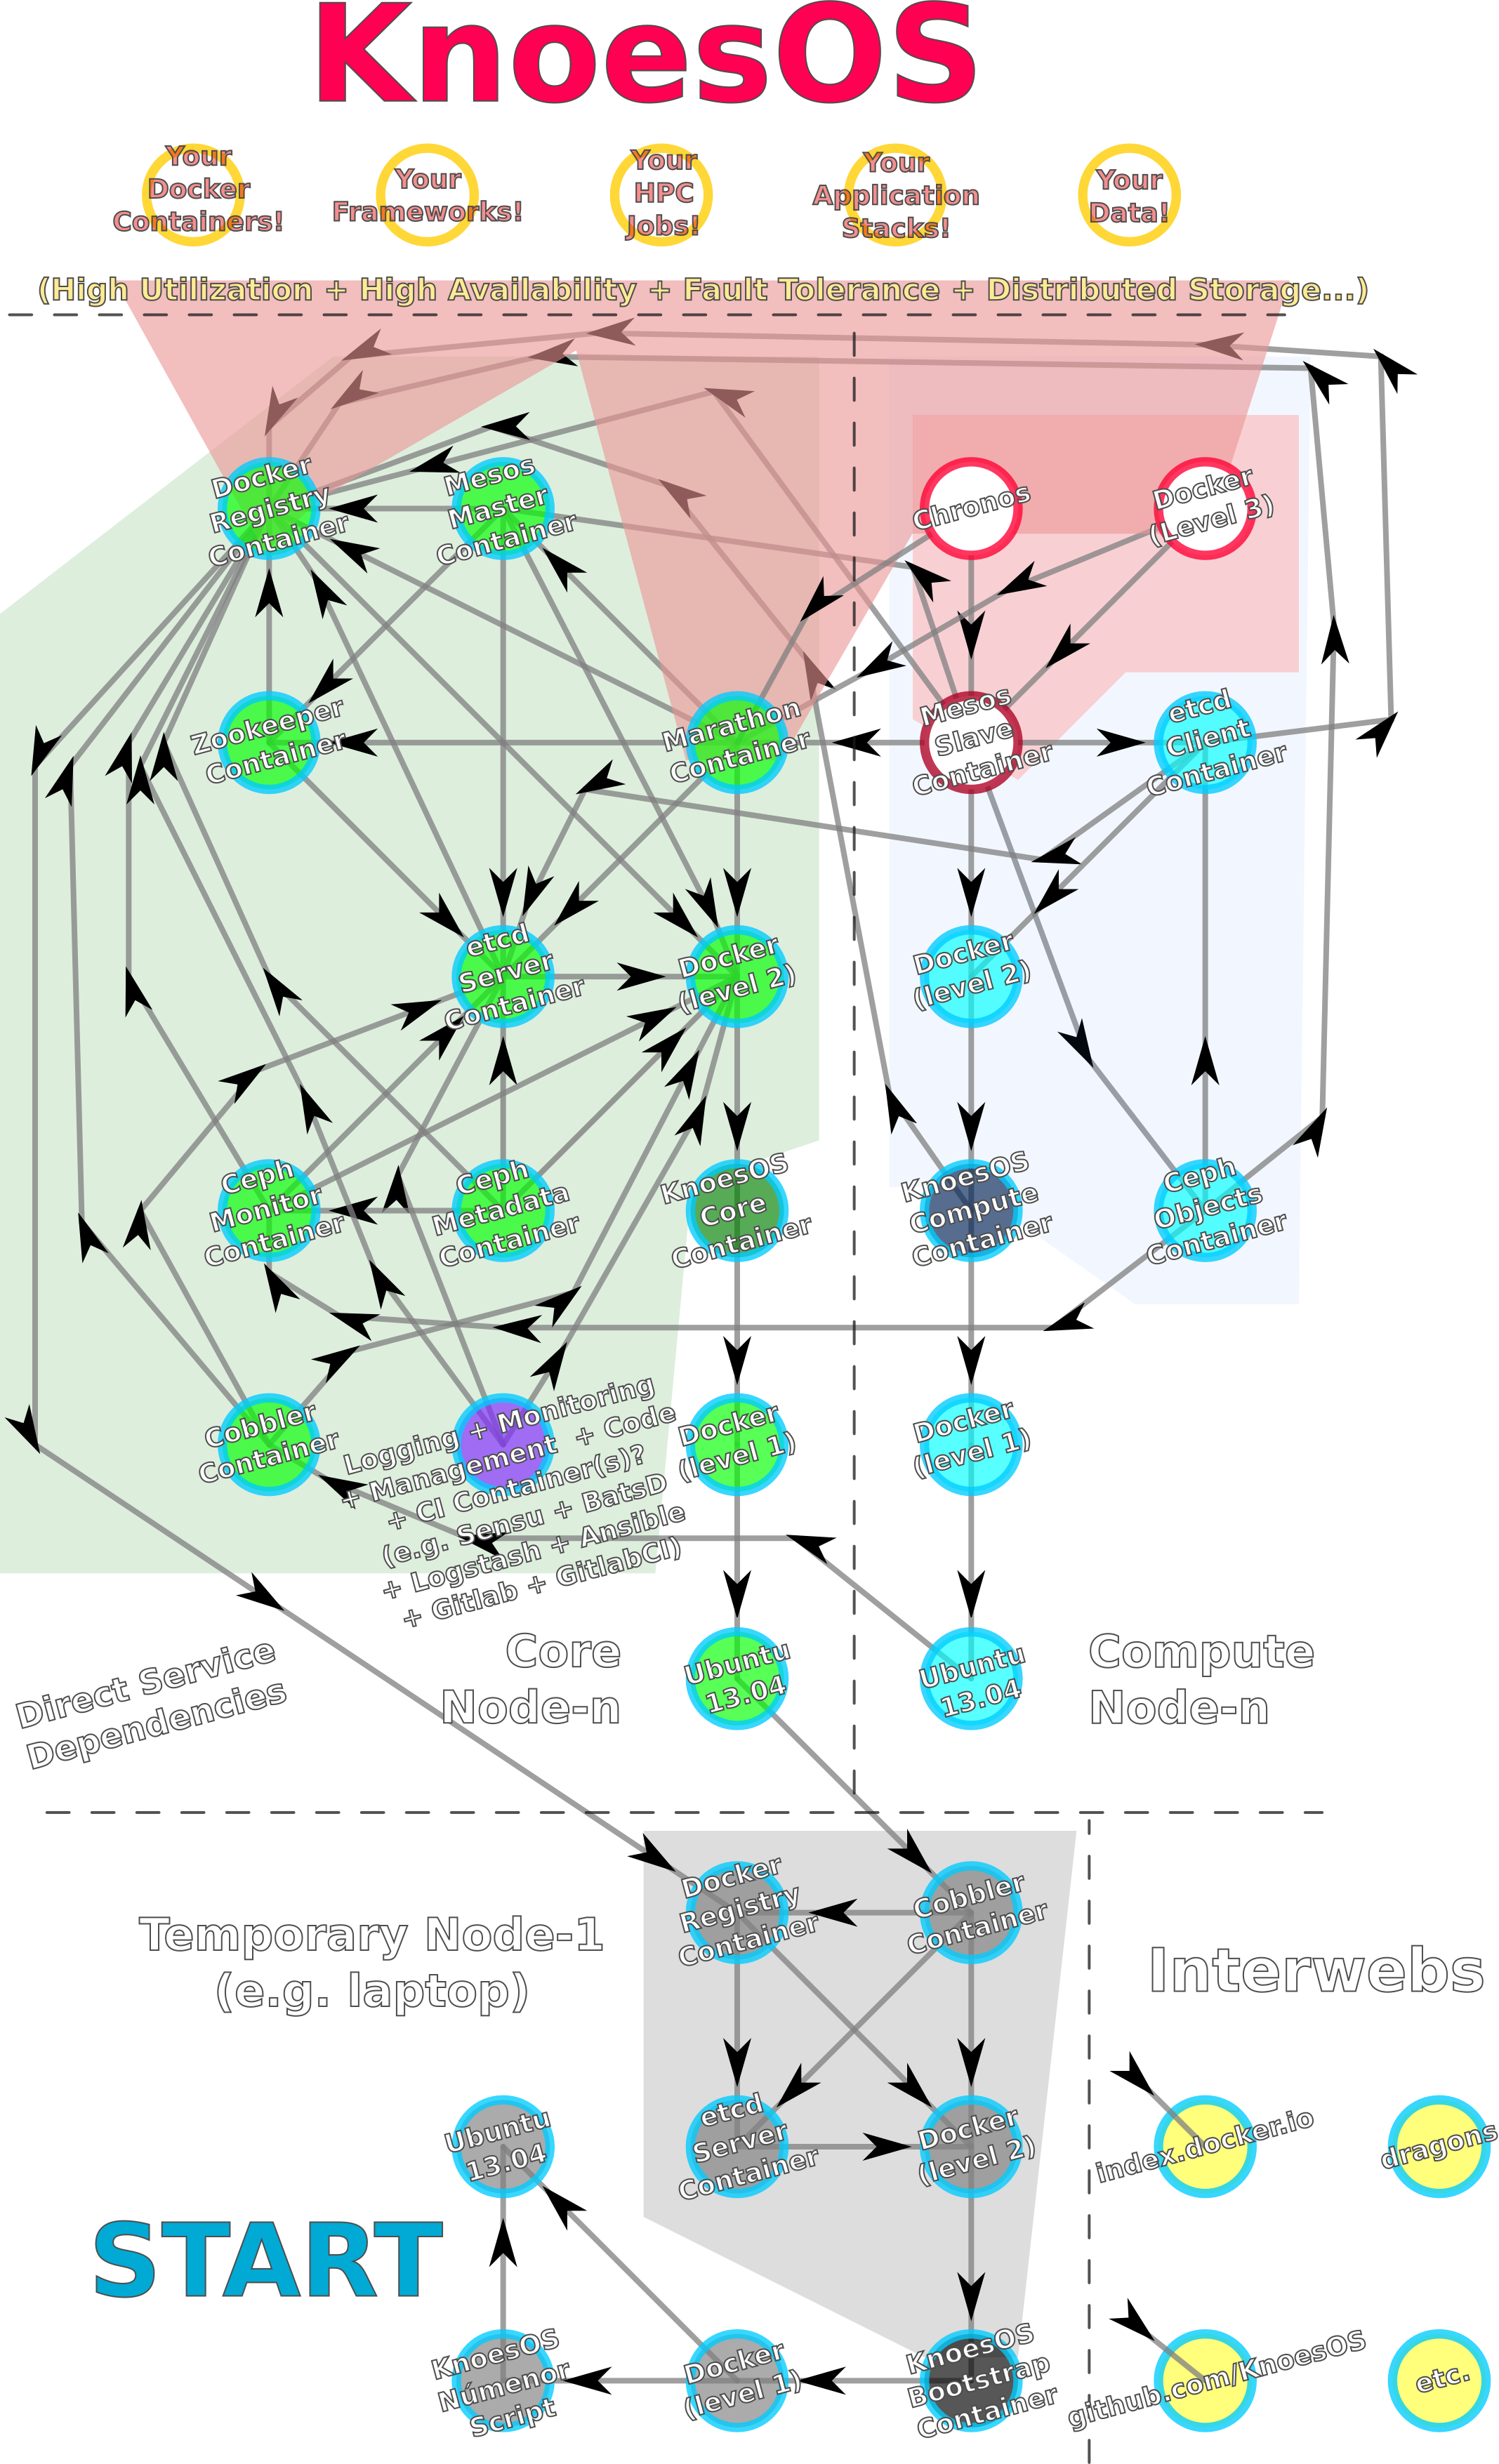 KnoesOS
Your
Docker
Containers!
Your
Frameworks!
Your
HPC
Jobs!
Your
Application
Stacks!
Your
Data!
(High Utilization + High Availability + Fault Tolerance + Distributed Storage...)
Docker
Registry
Container
Mesos
Master
Container
Chronos
Docker
(Level 3)
Zookeeper
Container
Marathon
Container
Mesos
Slave
Container
etcd
Client
Container
etcd
Server
Container
Docker
(level 2)
Docker
(level 2)
Ceph
Monitor
Container
Ceph
Metadata
Container
KnoesOS
Core
Container
KnoesOS
Compute
Container
Ceph
Objects
Container
Cobbler
Container
Logging + Monitoring
+ Management + Code
+ CI Container(s)?
(e.g. Sensu + BatsD
+ Logstash + Ansible
+ Gitlab + GitlabCI)
Docker
(level 1)
Docker
(level 1)
Direct Service
Dependencies
Core
Node-n
Ubuntu
13.04
Ubuntu
13.04
Compute
Node-n
Temporary Node-1
(e.g. laptop)
Docker
Registry
Container
Cobbler
Container
Interwebs
Ubuntu
13.04
etcd
Server
Container
Docker
(level 2)
index.docker.io
dragons
START
KnoesOS
Númenor
Script
Docker
(level 1)
KnoesOS
Bootstrap
Container
github.com/KnoesOS
etc.